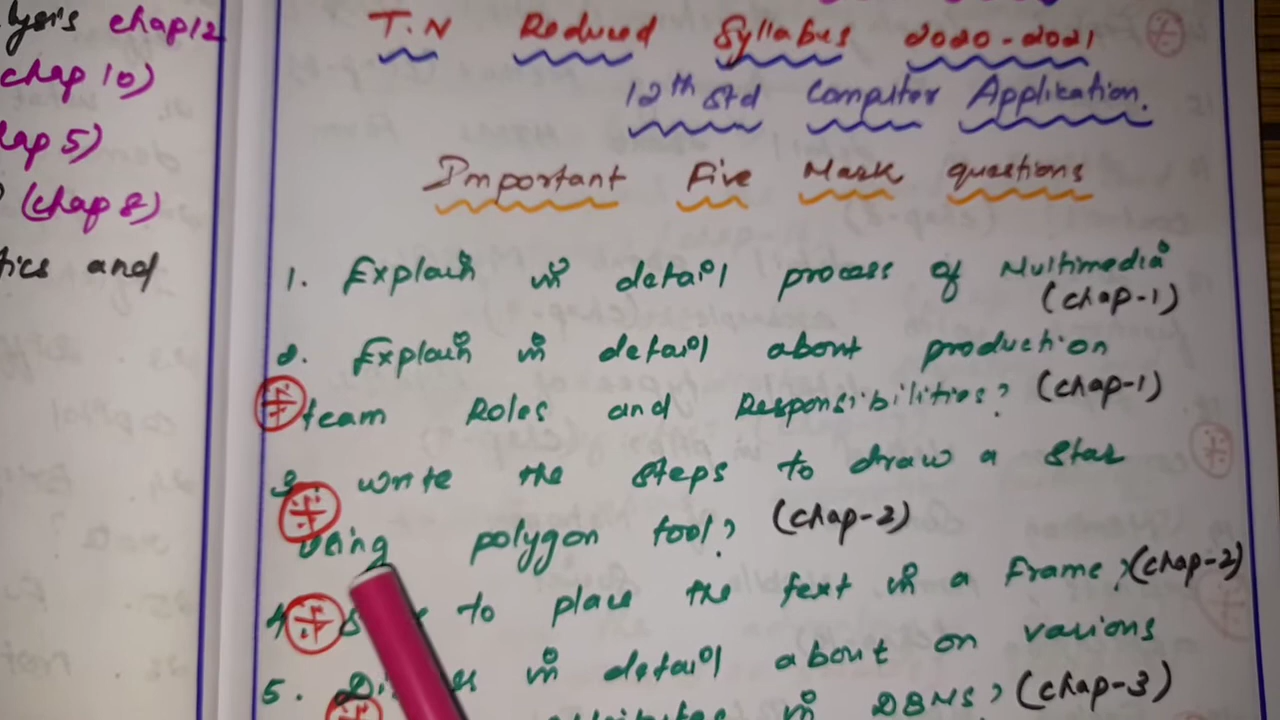 chap12
chap 10)
5)
(chap 8)
and
T.N Reduced Syllabus 2020-2021
12th std Computer Application.
Important Five Mark questions
1. Explain in detail process of Multimedia
(chap-1)
2. Explain in detail about production
team Roles and Responsibilities? (chap-1)
3. write the steps to draw a star
using polygon tool? (chap-2)
4. to place the text in a Frame? (chap-2)
5. in detail about on various
in DBMS? (chap-3)